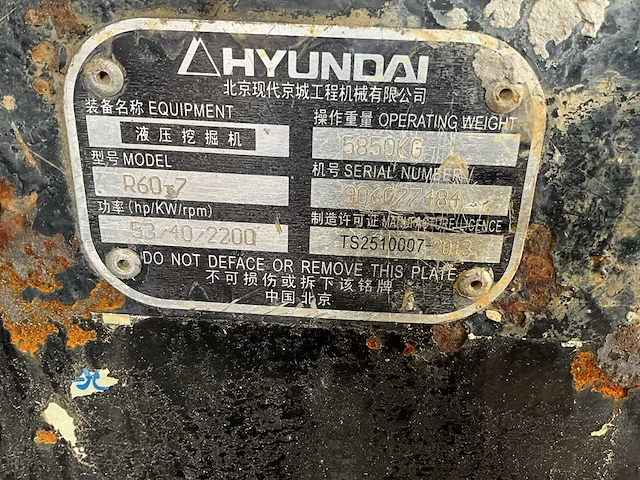 HYUNDAI
北京现代京城工程机械有限公司
装备名称 EQUIPMENT
液压挖掘机
操作重量 OPERATING WEIGHT
5850KG
型号 MODEL
R60-7
机号 SERIAL NUMBER
功率 (hp/KW/rpm)
53/40/2200
制造许可证 MANUFACTURE LICENCE
TS2510007-2013
DO NOT DEFACE OR REMOVE THIS PLATE
不可损伤或拆下该铭牌
中国 北京